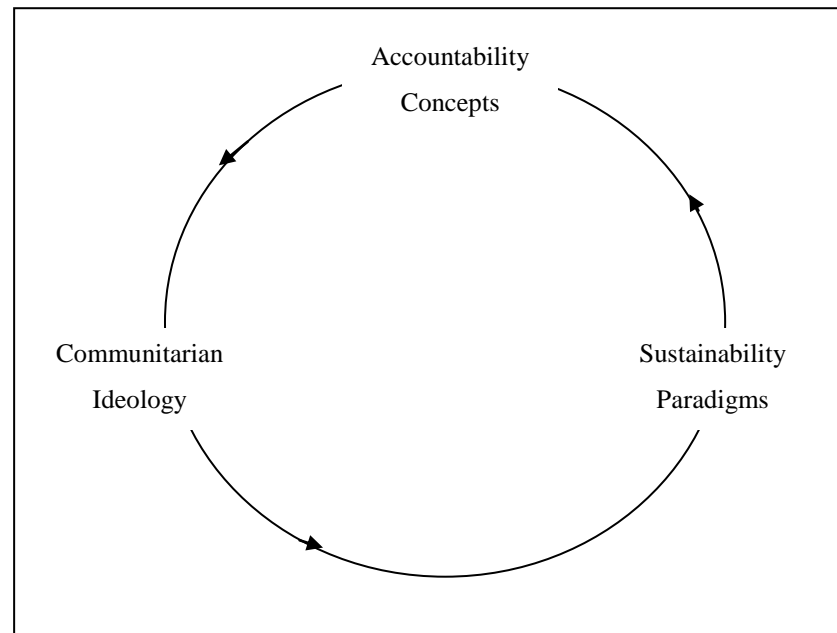 Accountability
Concepts
Communitarian
Ideology
Sustainability
Paradigms